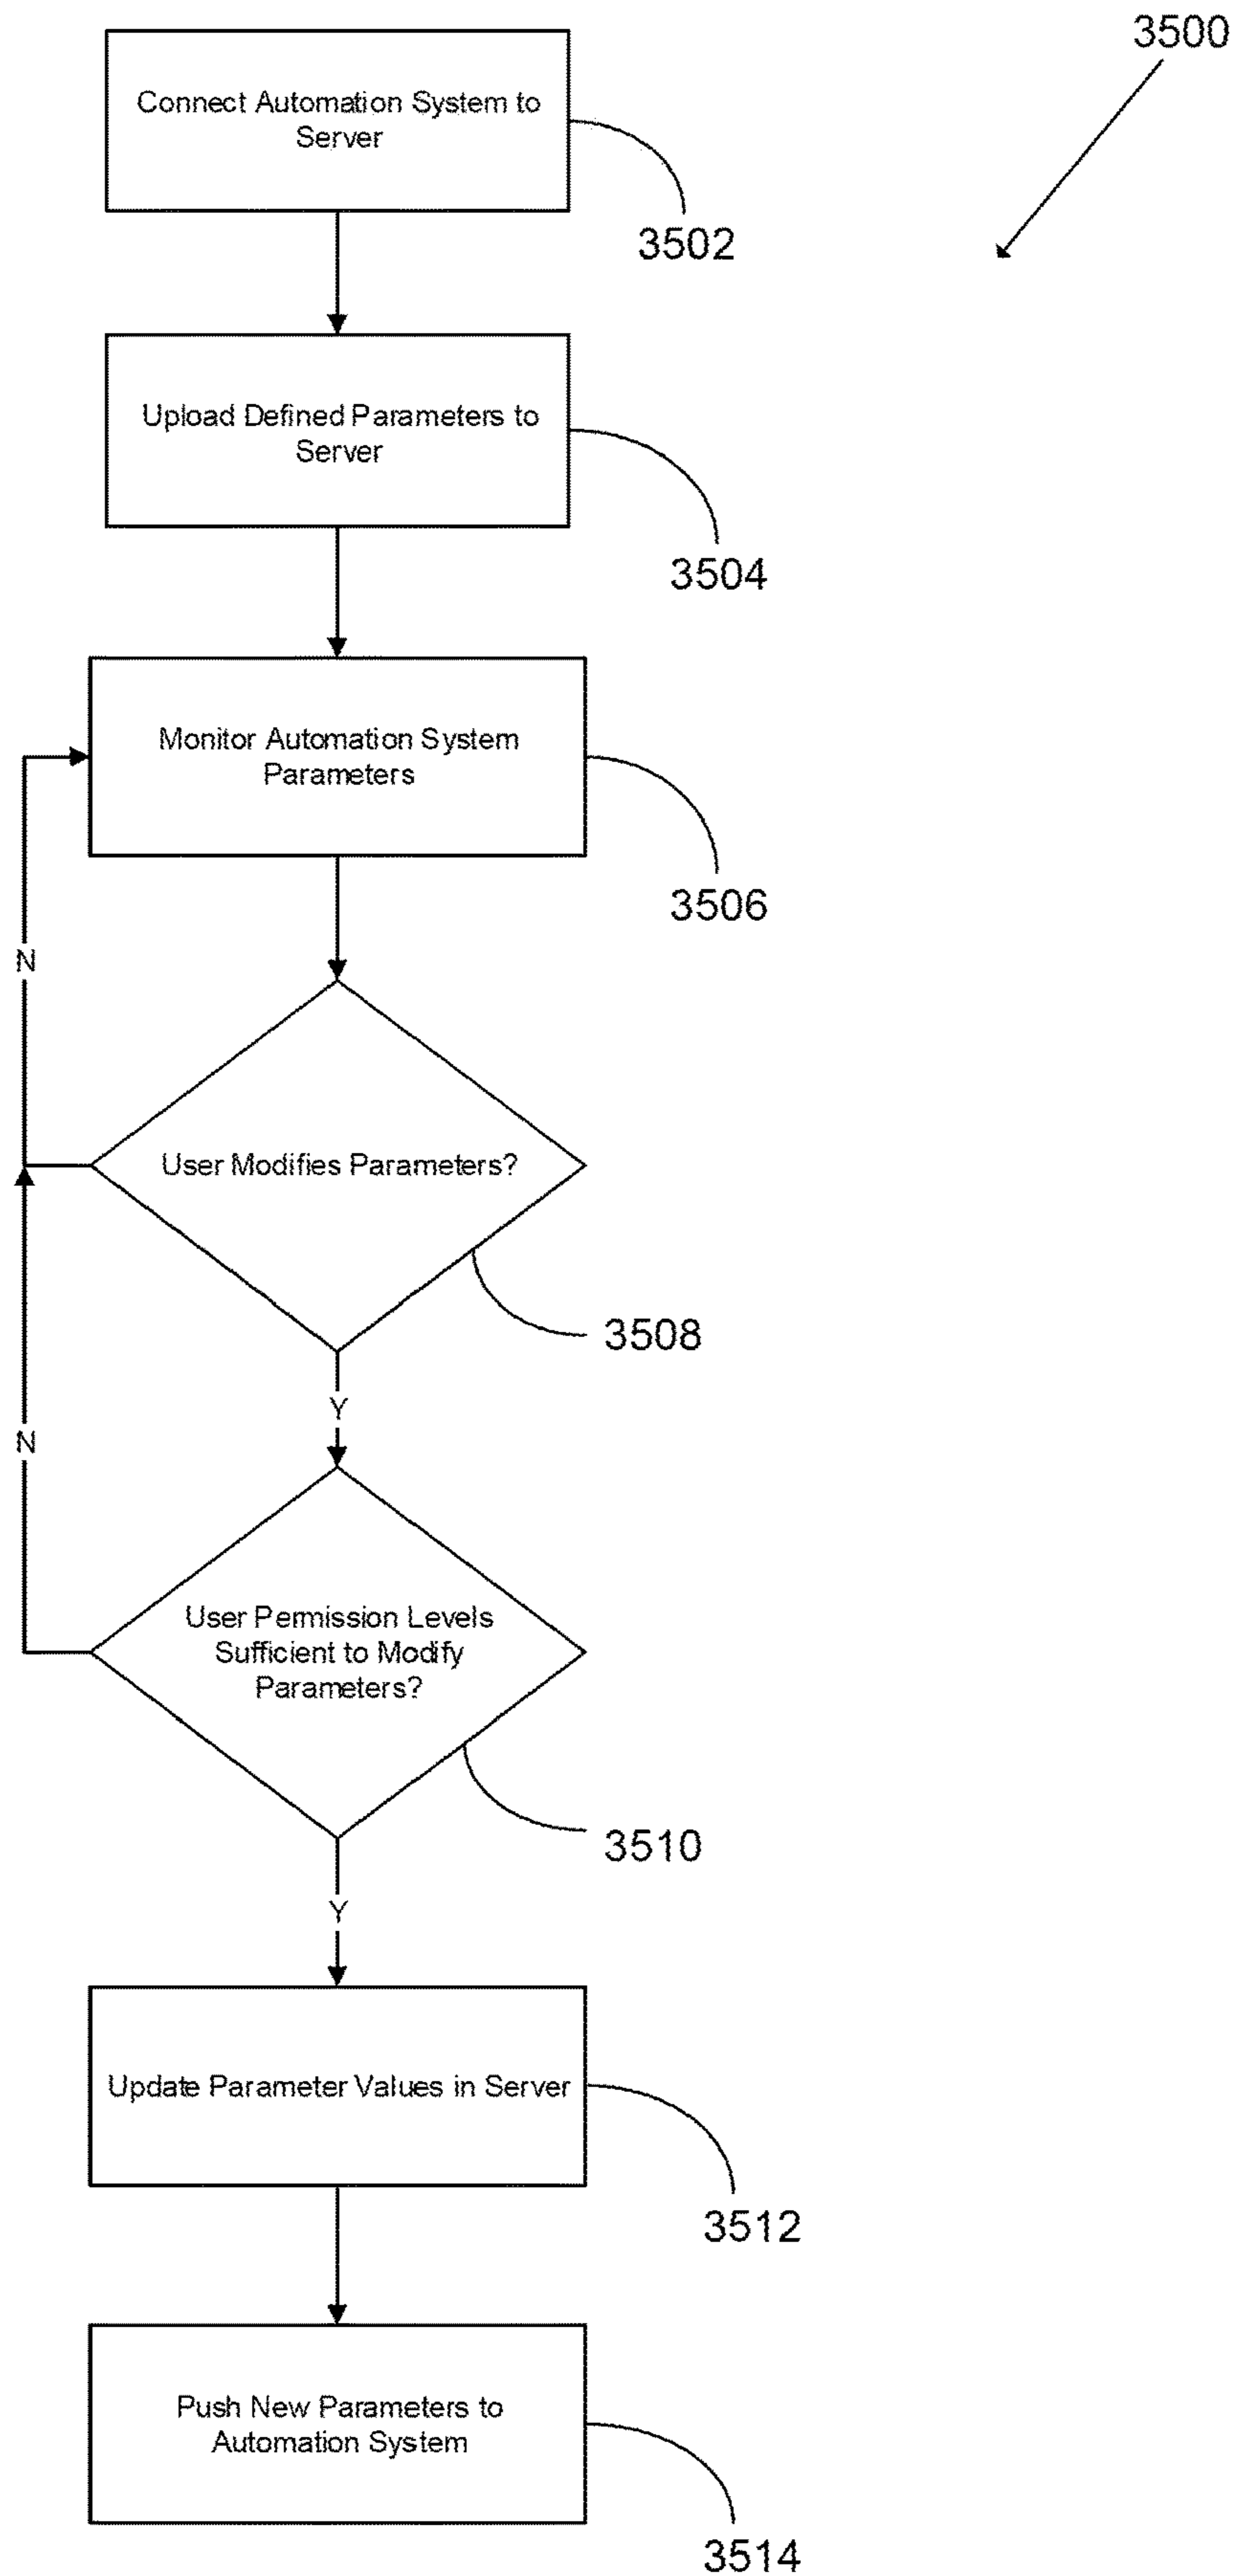 3500
Connect Automation System to
Server
3502
Upload Defined Parameters to
Server
3504
Monitor Automation System
Parameters
3506
N
User Modifies Parameters?
3508
Y
N
User Permission Levels
Sufficient to Modify
Parameters?
3510
Y
Update Parameter Values in Server
3512
Push New Parameters to
Automation System
3514